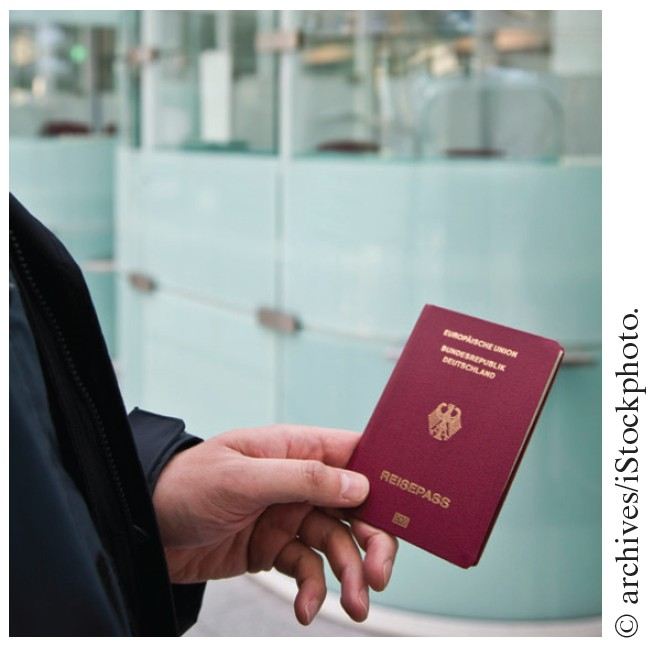 EUROPÄISCHE UNION
BUNDESREPUBLIK
DEUTSCHLAND
REISEPASS
© archives/iStockphoto.